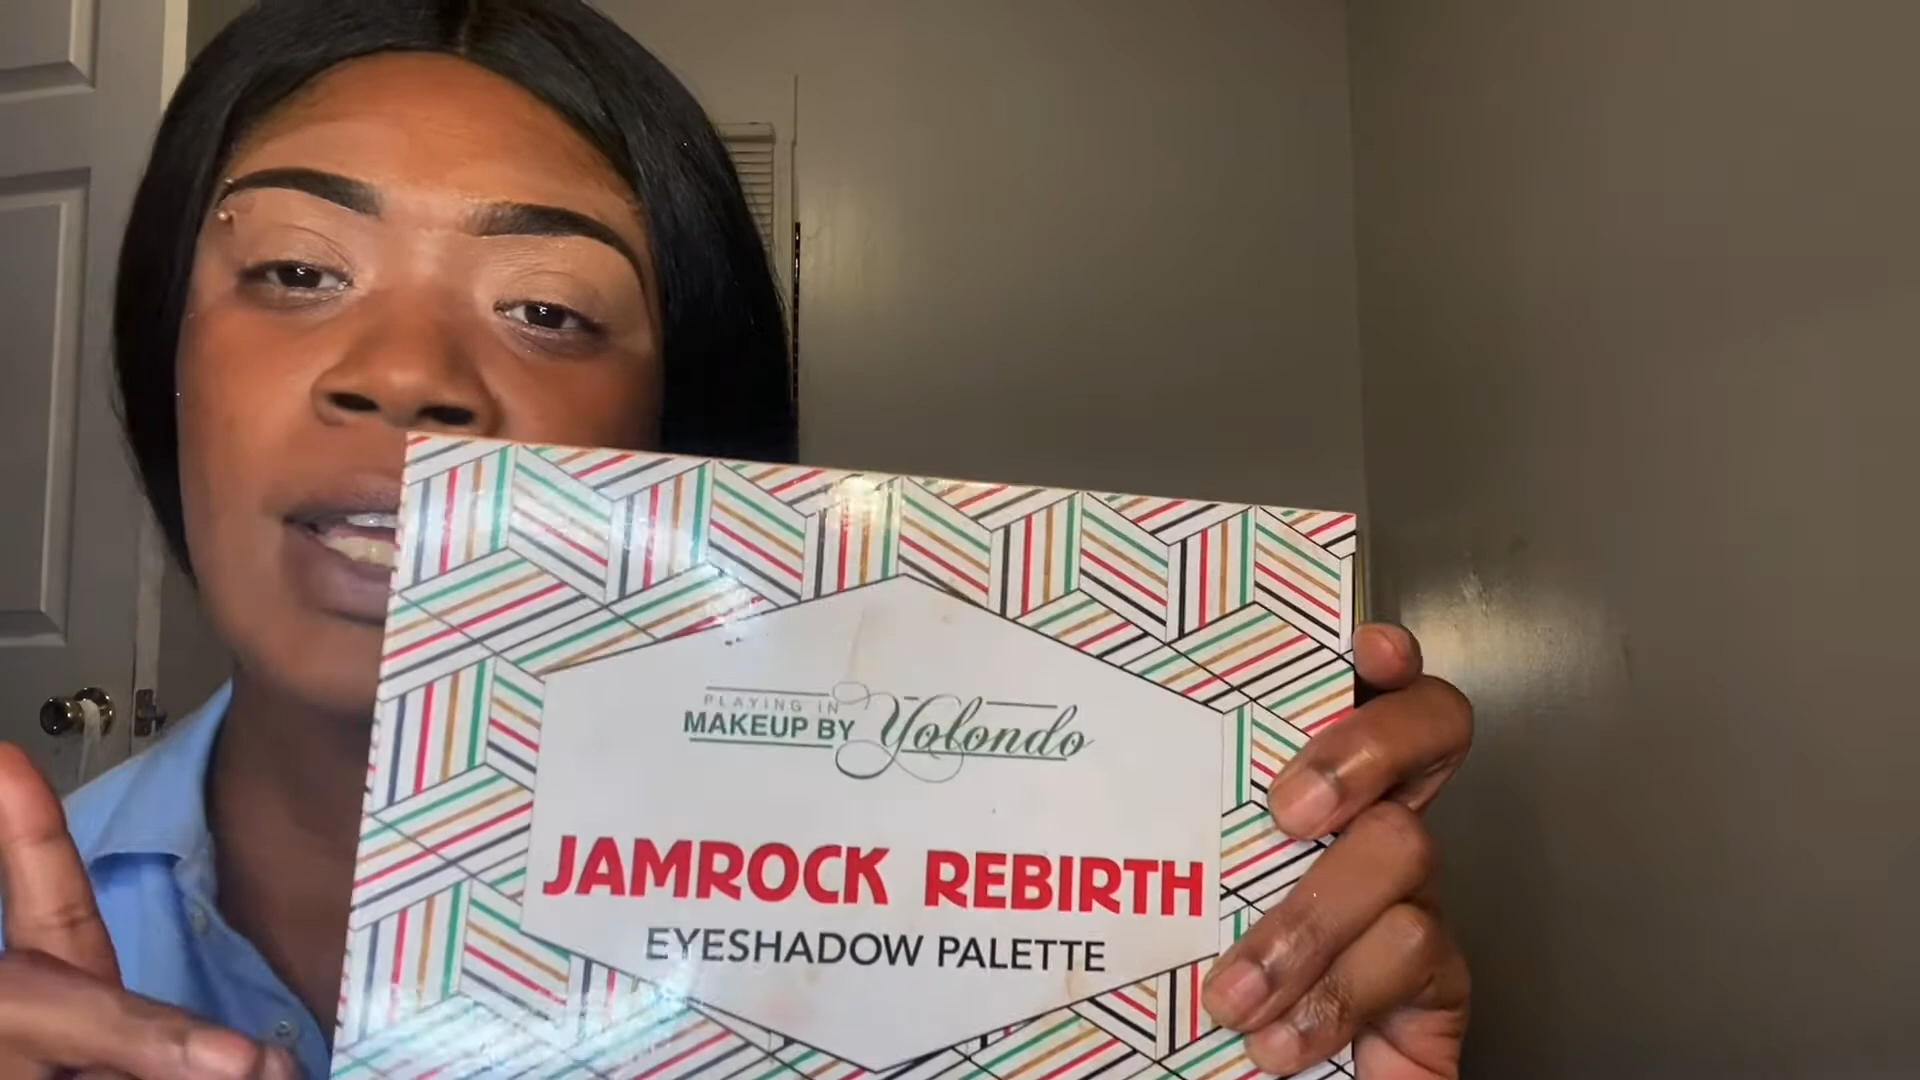 PLAYING IN
MAKEUP BY Yolondo
JAMROCK REBIRTH
EYESHADOW PALETTE